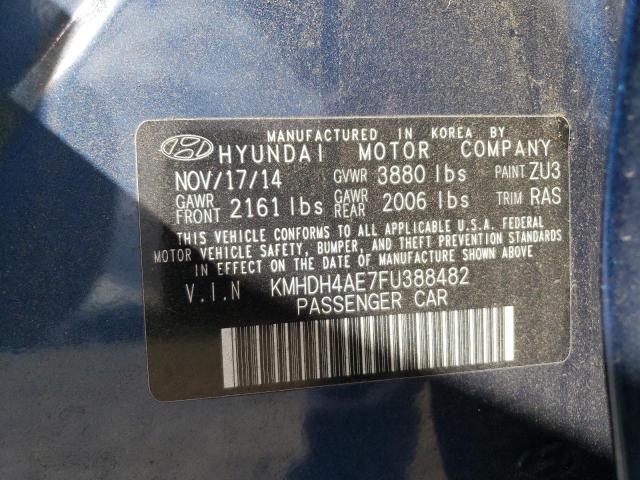 MANUFACTURED IN KOREA BY
HYUNDAI MOTOR COMPANY
NOV/17/14 GVWR 3880 lbs PAINT ZU3
GAWR FRONT 2161 lbs GAWR REAR 2006 lbs TRIM RAS
THIS VEHICLE CONFORMS TO ALL APPLICABLE U.S.A. FEDERAL
MOTOR VEHICLE SAFETY, BUMPER, AND THEFT PREVENTION STANDARDS
IN EFFECT ON THE DATE OF MANUFACTURE SHOWN ABOVE.
V.I.N KMHDH4AE7FU388482
PASSENGER CAR